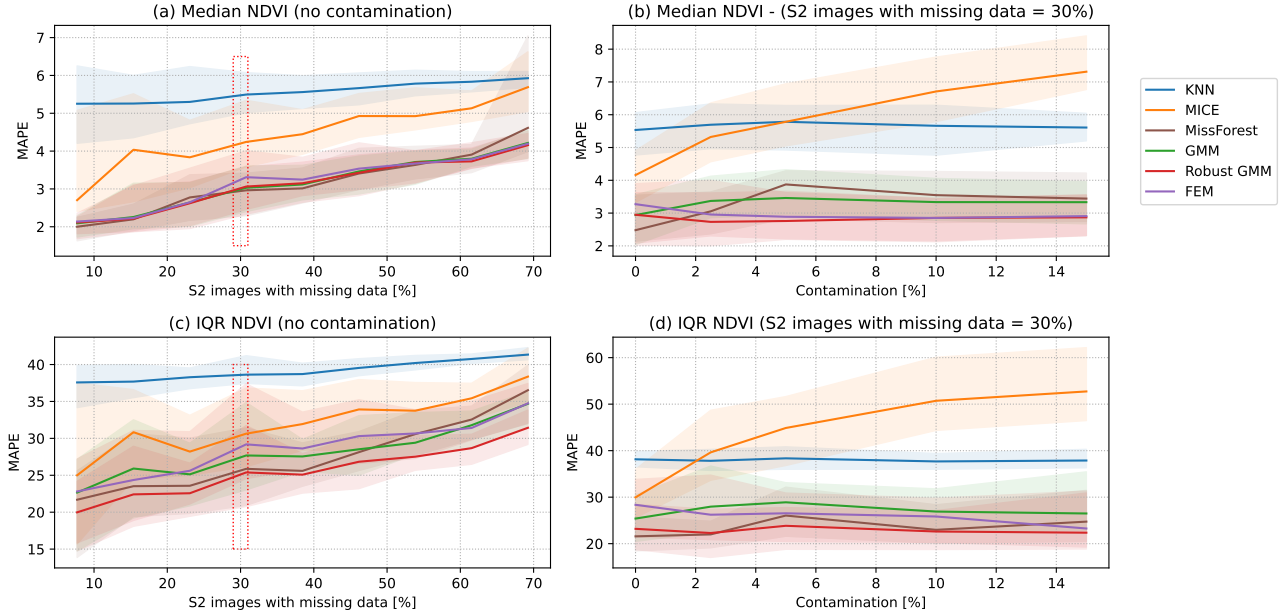 (a) Median NDVI (no contamination)
7
6
5
4
3
2
MAPE
10 20 30 40 50 60 70
S2 images with missing data [%]
(b) Median NDVI - (S2 images with missing data = 30%)
8
7
6
5
4
3
2
MAPE
0 2 4 6 8 10 12 14
Contamination [%]
KNN
MICE
MissForest
GMM
Robust GMM
FEM
(c) IQR NDVI (no contamination)
40
35
30
25
20
15
MAPE
10 20 30 40 50 60 70
S2 images with missing data [%]
(d) IQR NDVI (S2 images with missing data = 30%)
60
50
40
30
20
MAPE
0 2 4 6 8 10 12 14
Contamination [%]